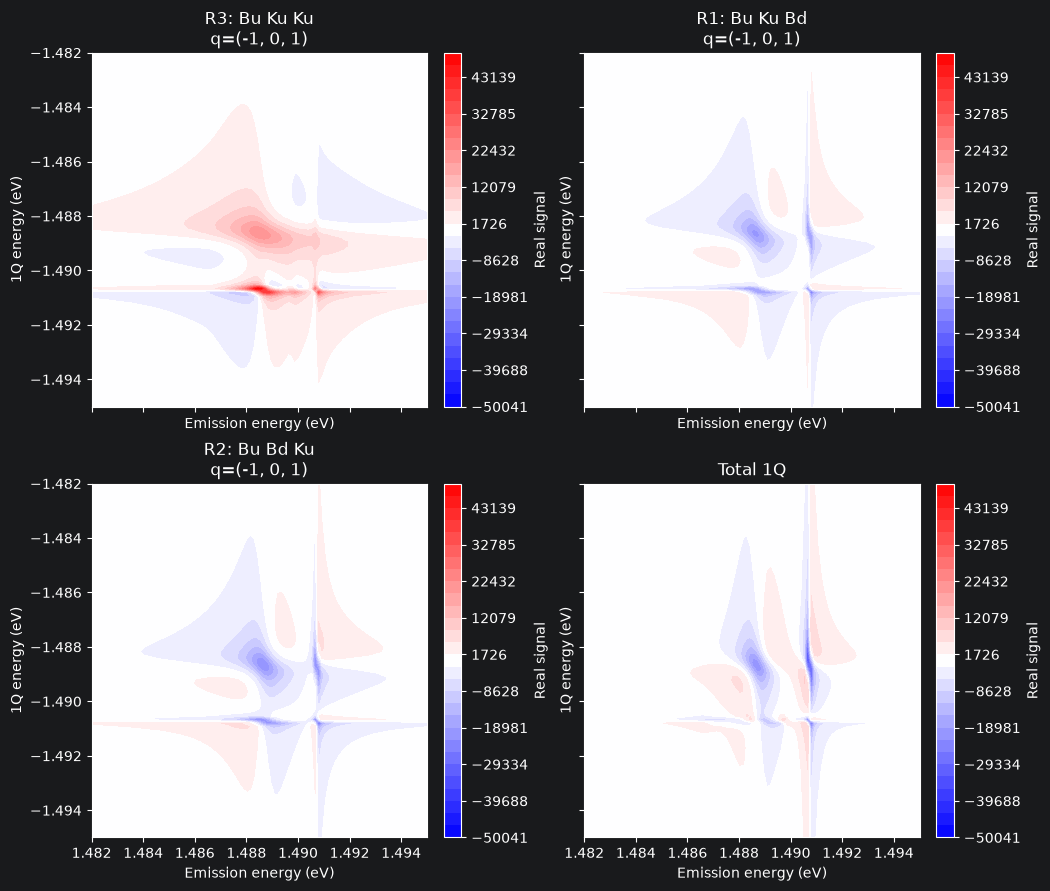 R3: Bu Ku Ku
q=(-1, 0, 1)
−1.482
−1.484
−1.486
−1.488
−1.490
−1.492
−1.494
1Q energy (eV)
Emission energy (eV)
43139
32785
22432
12079
1726
−8628
−18981
−29334
−39688
−50041
Real signal
R1: Bu Ku Bd
q=(-1, 0, 1)
1Q energy (eV)
Emission energy (eV)
43139
32785
22432
12079
1726
−8628
−18981
−29334
−39688
−50041
Real signal
R2: Bu Bd Ku
q=(-1, 0, 1)
−1.482
−1.484
−1.486
−1.488
−1.490
−1.492
−1.494
1Q energy (eV)
1.482 1.484 1.486 1.488 1.490 1.492 1.494
Emission energy (eV)
43139
32785
22432
12079
1726
−8628
−18981
−29334
−39688
−50041
Real signal
Total 1Q
1Q energy (eV)
1.482 1.484 1.486 1.488 1.490 1.492 1.494
Emission energy (eV)
43139
32785
22432
12079
1726
−8628
−18981
−29334
−39688
−50041
Real signal